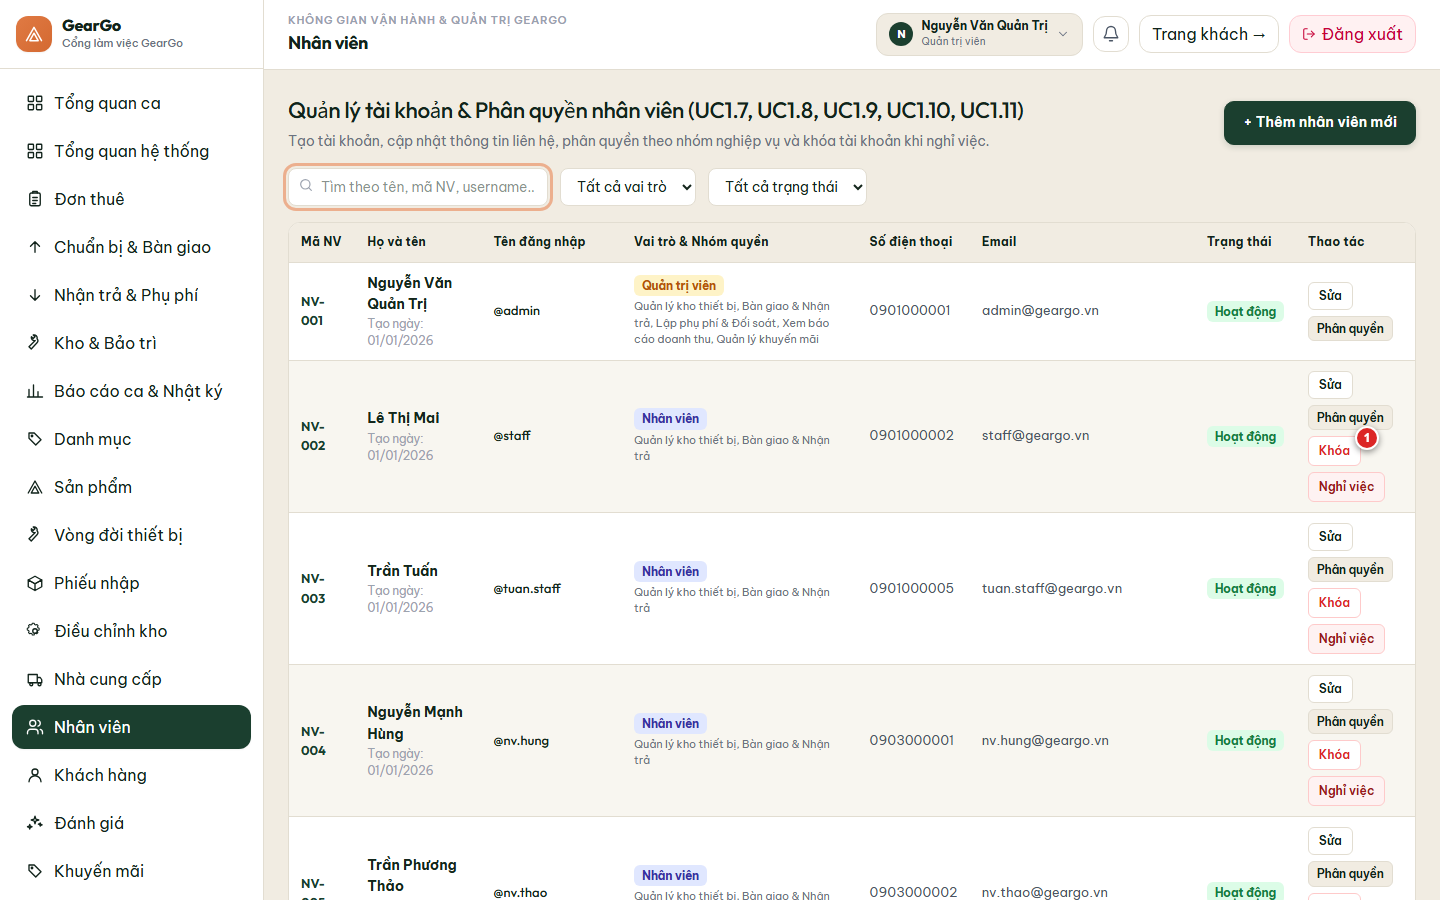 GearGo
Cổng làm việc GearGo
Tổng quan ca
Tổng quan hệ thống
Đơn thuê
Chuẩn bị & Bàn giao
Nhận trả & Phụ phí
Kho & Bảo trì
Báo cáo ca & Nhật ký
Danh mục
Sản phẩm
Vòng đời thiết bị
Phiếu nhập
Điều chỉnh kho
Nhà cung cấp
Nhân viên
Khách hàng
Đánh giá
Khuyến mãi
KHÔNG GIAN VẬN HÀNH & QUẢN TRỊ GEARGO
Nhân viên
N
Nguyễn Văn Quản Trị
Quản trị viên
Trang khách →
Đăng xuất
Quản lý tài khoản & Phân quyền nhân viên (UC1.7, UC1.8, UC1.9, UC1.10, UC1.11)
Tạo tài khoản, cập nhật thông tin liên hệ, phân quyền theo nhóm nghiệp vụ và khóa tài khoản khi nghỉ việc.
+ Thêm nhân viên mới
Tìm theo tên, mã NV, username..
Tất cả vai trò
Tất cả trạng thái
Mã NV Họ và tên Tên đăng nhập Vai trò & Nhóm quyền Số điện thoại Email Trạng thái Thao tác
NV-
001
Nguyễn Văn
Quản Trị
Tạo ngày:
01/01/2026
@admin
Quản trị viên
Quản lý kho thiết bị, Bàn giao & Nhận
trả, Lập phụ phí & Đối soát, Xem báo
cáo doanh thu, Quản lý khuyến mãi
0901000001
admin@geargo.vn
Hoạt động
Sửa
Phân quyền
NV-
002
Lê Thị Mai
Tạo ngày:
01/01/2026
@staff
Nhân viên
Quản lý kho thiết bị, Bàn giao & Nhận
trả
0901000002
staff@geargo.vn
Hoạt động
Sửa
Phân quyền
1
Khóa
Nghỉ việc
NV-
003
Trần Tuấn
Tạo ngày:
01/01/2026
@tuan.staff
Nhân viên
Quản lý kho thiết bị, Bàn giao & Nhận
trả
0901000005
tuan.staff@geargo.vn
Hoạt động
Sửa
Phân quyền
Khóa
Nghỉ việc
NV-
004
Nguyễn Mạnh
Hùng
Tạo ngày:
01/01/2026
@nv.hung
Nhân viên
Quản lý kho thiết bị, Bàn giao & Nhận
trả
0903000001
nv.hung@geargo.vn
Hoạt động
Sửa
Phân quyền
Khóa
Nghỉ việc
NV-
005
Trần Phương
Thảo
@nv.thao
Nhân viên
Quản lý kho thiết bị, Bàn giao & Nhận
0903000002
nv.thao@geargo.vn
Hoạt động
Sửa
Phân quyền